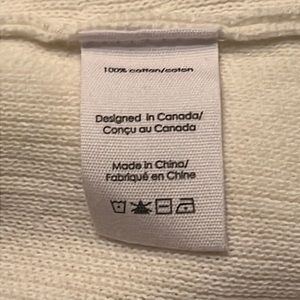 100% cotton/coton
Designed in Canada/
Conçu au Canada
Made in China/
Fabriqué en Chine